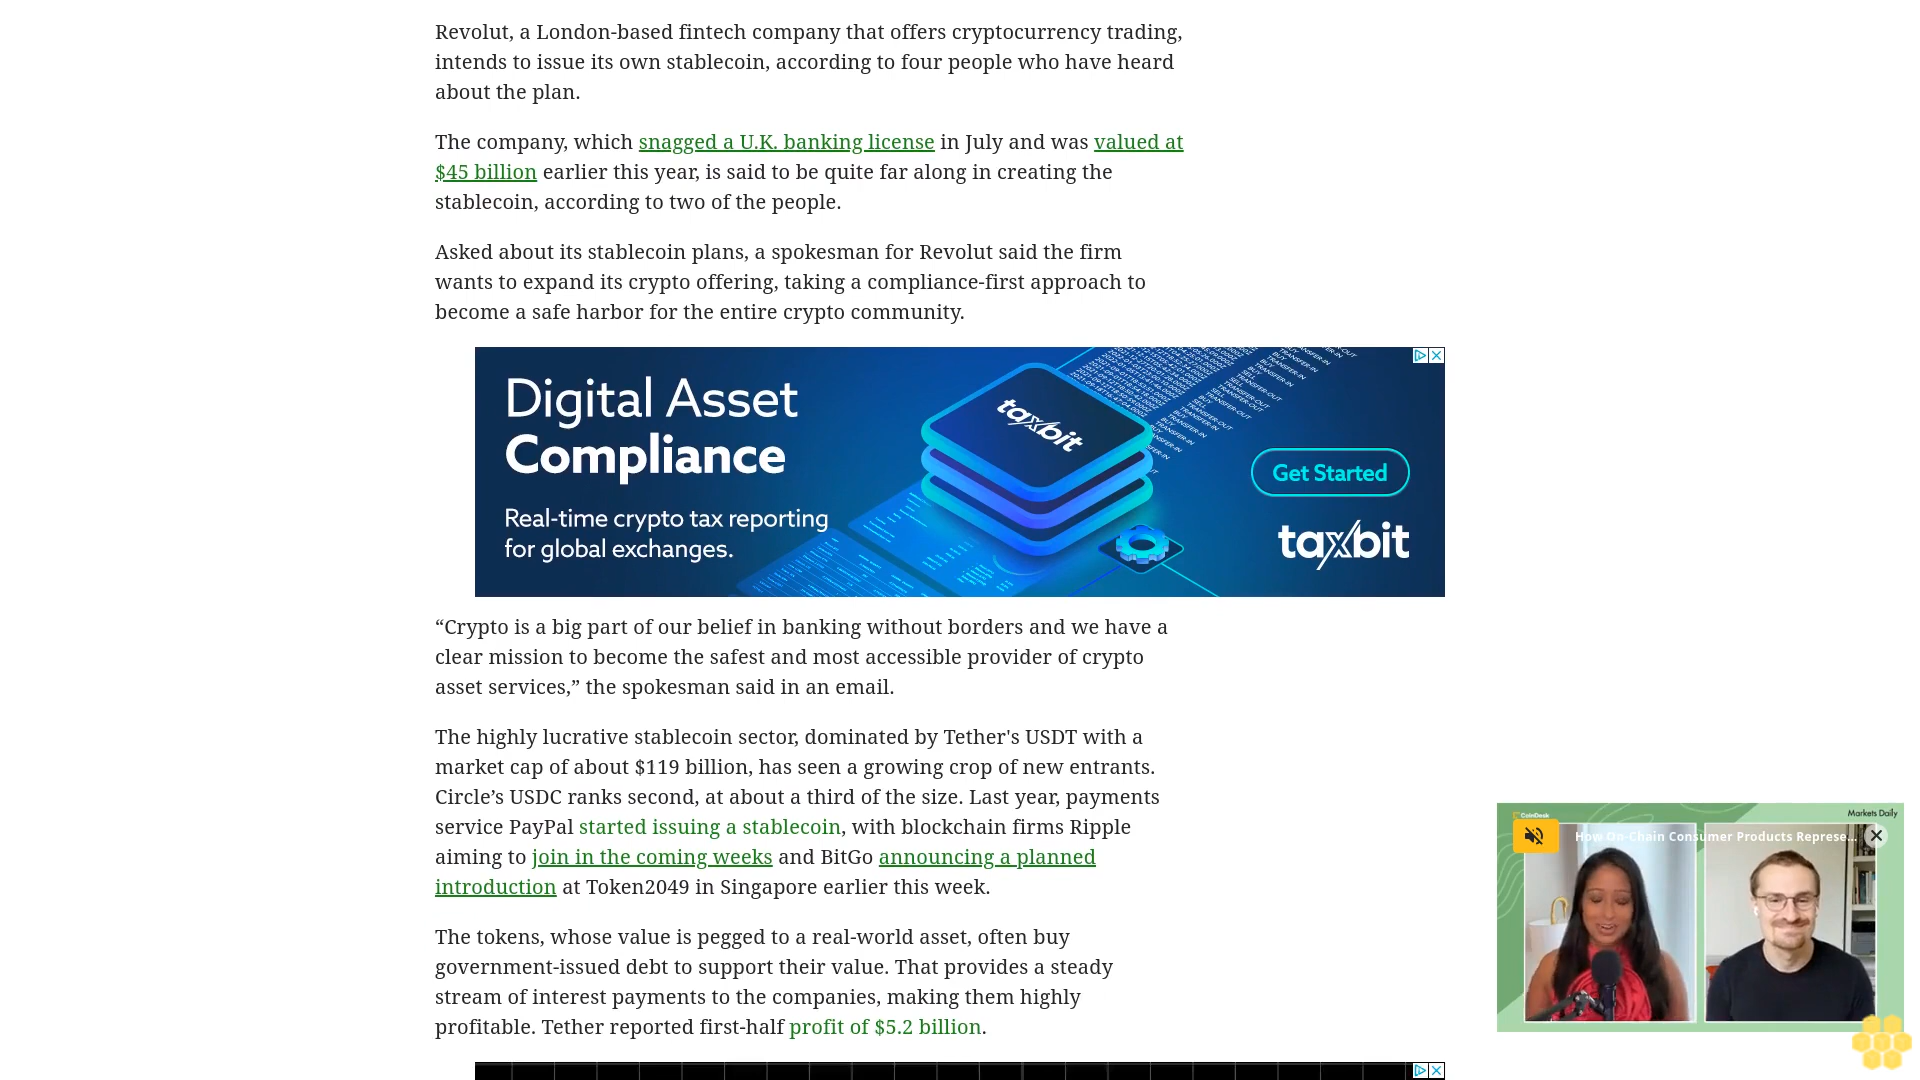 Revolut, a London-based fintech company that offers cryptocurrency trading,
intends to issue its own stablecoin, according to four people who have heard
about the plan.
The company, which snagged a U.K. banking license in July and was valued at
$45 billion earlier this year, is said to be quite far along in creating the
stablecoin, according to two of the people.
Asked about its stablecoin plans, a spokesman for Revolut said the firm
wants to expand its crypto offering, taking a compliance-first approach to
become a safe harbor for the entire crypto community.
Digital Asset
Compliance
Real-time crypto tax reporting
for global exchanges.
taxbit
Get Started
taxbit
“Crypto is a big part of our belief in banking without borders and we have a
clear mission to become the safest and most accessible provider of crypto
asset services,” the spokesman said in an email.
The highly lucrative stablecoin sector, dominated by Tether's USDT with a
market cap of about $119 billion, has seen a growing crop of new entrants.
Circle’s USDC ranks second, at about a third of the size. Last year, payments
service PayPal started issuing a stablecoin, with blockchain firms Ripple
aiming to join in the coming weeks and BitGo announcing a planned
introduction at Token2049 in Singapore earlier this week.
The tokens, whose value is pegged to a real-world asset, often buy
government-issued debt to support their value. That provides a steady
stream of interest payments to the companies, making them highly
profitable. Tether reported first-half profit of $5.2 billion.
CoinDesk
Markets Daily
How On-Chain Consumer Products Represe...